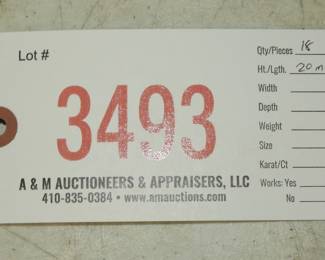 Lot #
3493
A & M AUCTIONEERS & APPRAISERS, LLC
410-835-0384 • www.amauctions.com
Qty/Pieces 18
Ht./Lgth. 20 m
Width
Depth
Weight
Size
Karat/Ct
Works: Yes
No